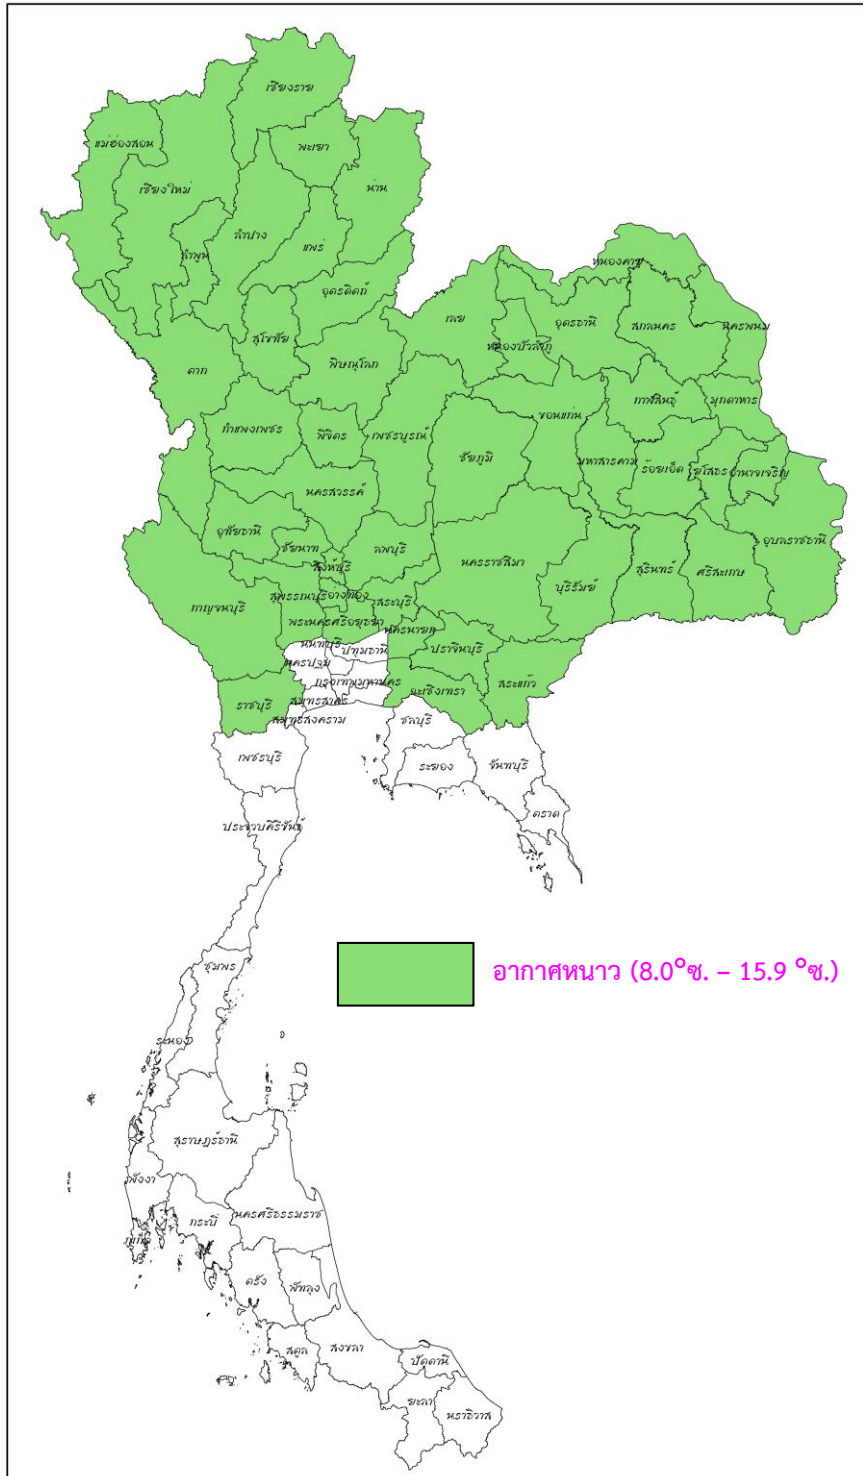 เชียงราย
แม่ฮ่องสอน
พะเยา
เชียงใหม่
น่าน
ลำปาง
แพร่
ลำพูน
หนองคาย
อุตรดิตถ์
เลย
อุดรธานี
สกลนคร
นครพนม
สุโขทัย
หนองบัวลำภู
ตาก
พิษณุโลก
กาฬสินธุ์
มุกดาหาร
ขอนแก่น
กำแพงเพชร
พิจิตร
เพชรบูรณ์
ชัยภูมิ
มหาสารคาม
ร้อยเอ็ด
ยโสธร
อำนาจเจริญ
นครสวรรค์
อุทัยธานี
อุบลราชธานี
ชัยนาท
ลพบุรี
นครราชสีมา
สิงห์บุรี
บุรีรัมย์
สุรินทร์
ศรีสะเกษ
กาญจนบุรี
สุพรรณบุรี
อ่างทอง
สระบุรี
พระนครศรีอยุธยา
นครนายก
นนทบุรี
ปทุมธานี
ปราจีนบุรี
นครปฐม
กรุงเทพมหานคร
ฉะเชิงเทรา
สระแก้ว
ราชบุรี
สมุทรสาคร
สมุทรสงคราม
ชลบุรี
เพชรบุรี
ระยอง
จันทบุรี
ตราด
ประจวบคีรีขันธ์
ชุมพร
อากาศหนาว (8.0°ซ. – 15.9 °ซ.)
ระนอง
สุราษฎร์ธานี
พังงา
กระบี่
นครศรีธรรมราช
ภูเก็ต
ตรัง
พัทลุง
สตูล
สงขลา
ปัตตานี
ยะลา
นราธิวาส